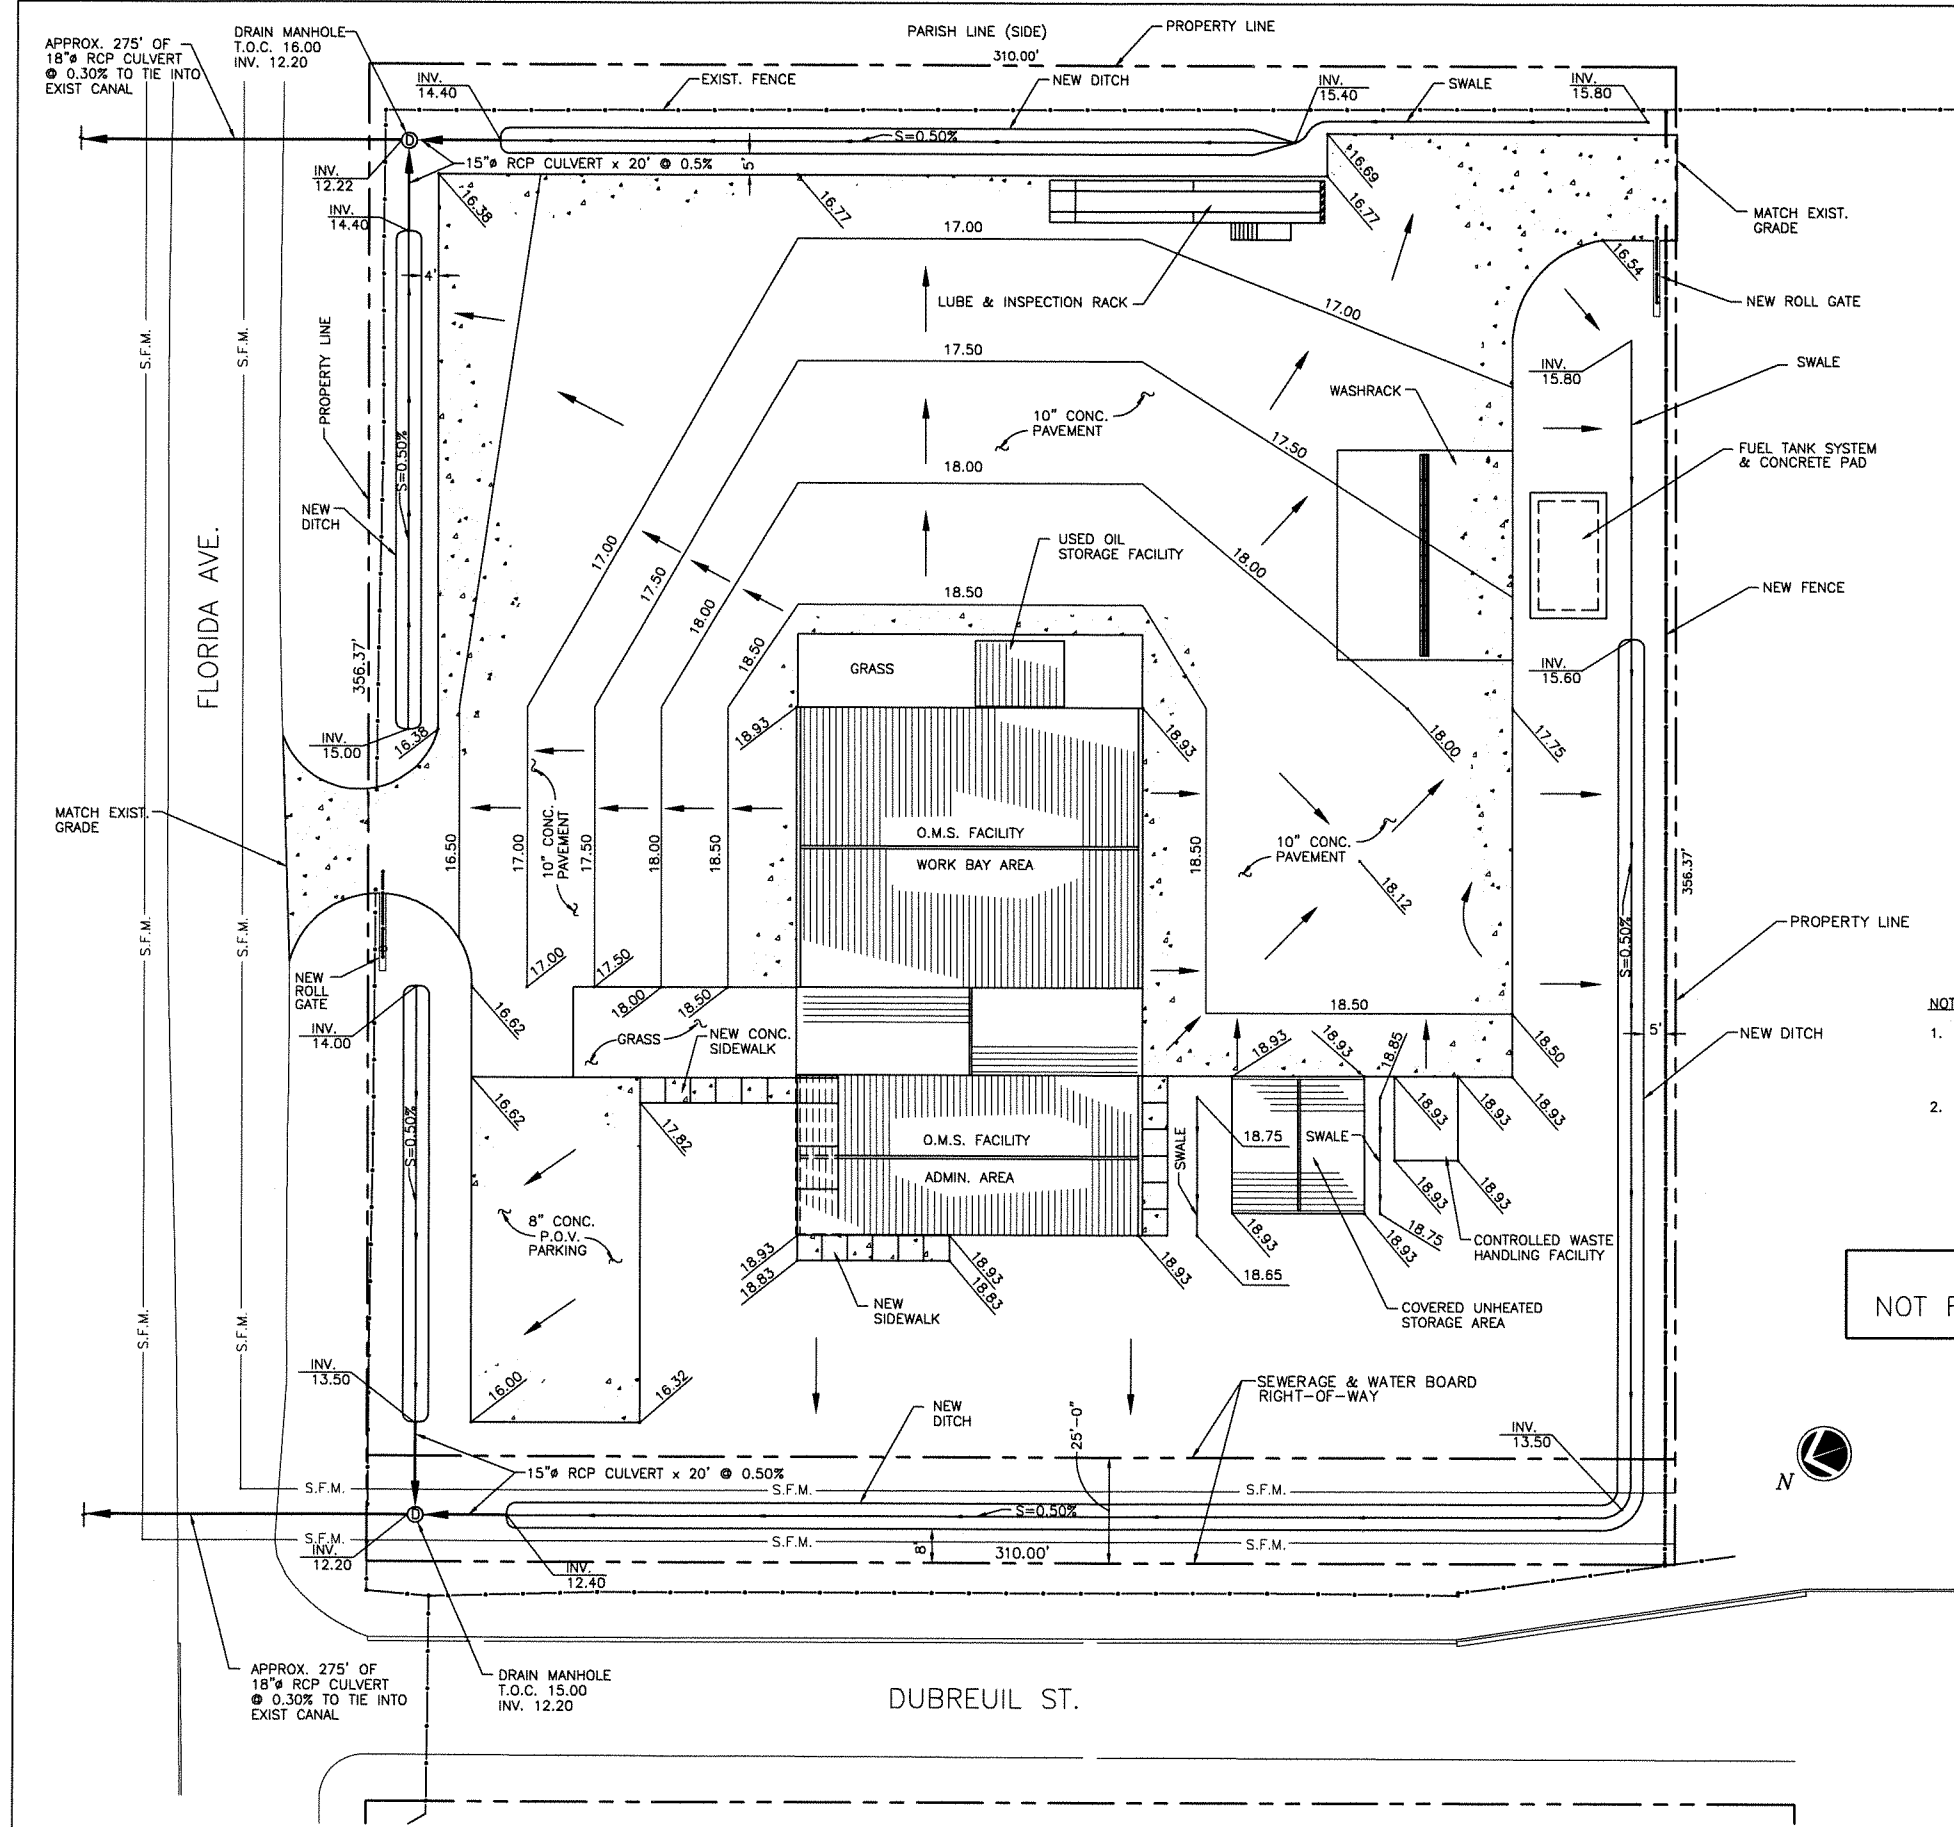 PARISH LINE (SIDE)
310.00'
PROPERTY LINE
APPROX. 275' OF
18"ø RCP CULVERT
@ 0.30% TO TIE INTO
EXIST CANAL
DRAIN MANHOLE
T.O.C. 16.00
INV. 12.20
INV.
14.40
EXIST. FENCE
NEW DITCH
INV.
15.40
SWALE
INV.
15.80
S=0.50%
15"ø RCP CULVERT x 20' @ 0.5%
5'
INV.
12.22
INV.
14.40
16.38
16.77
16.69
16.77
MATCH EXIST.
GRADE
17.00
16.54
4'
LUBE & INSPECTION RACK
17.00
NEW ROLL GATE
S.F.M.
S.F.M.
PROPERTY LINE
17.50
INV.
15.80
SWALE
WASHRACK
10" CONC.
PAVEMENT
17.50
FUEL TANK SYSTEM
& CONCRETE PAD
S=0.50%
18.00
NEW
DITCH
FLORIDA AVE.
17.00
17.50
18.00
USED OIL
STORAGE FACILITY
18.00
18.50
NEW FENCE
18.50
356.37'
GRASS
INV.
15.60
INV.
15.00
16.38
18.93
18.93
18.00
17.75
MATCH EXIST.
GRADE
16.50
17.00
10" CONC.
PAVEMENT
17.50
18.00
18.50
O.M.S. FACILITY
WORK BAY AREA
18.50
10" CONC.
PAVEMENT
18.12
356.37'
S.F.M.
S.F.M.
S=0.50%
PROPERTY LINE
NEW
ROLL
GATE
17.00
17.50
18.00
18.50
16.62
18.50
INV.
14.00
GRASS
NEW CONC.
SIDEWALK
18.93
18.93
18.85
18.50
5'
NEW DITCH
NOT
1.
2.
16.62
17.82
S=0.50%
O.M.S. FACILITY
ADMIN. AREA
SWALE
18.75
SWALE
18.93
18.93
18.93
18.93
18.93
8" CONC.
P.O.V.
PARKING
18.93
18.83
18.93
18.83
18.93
18.93
18.93
18.75
18.65
CONTROLLED WASTE
HANDLING FACILITY
NEW
SIDEWALK
COVERED UNHEATED
STORAGE AREA
NOT F
S.F.M.
S.F.M.
INV.
13.50
16.00
16.32
SEWERAGE & WATER BOARD
RIGHT-OF-WAY
NEW
DITCH
25'-0"
INV.
13.50
N
15"ø RCP CULVERT x 20' @ 0.50%
S.F.M.
S.F.M.
S.F.M.
S=0.50%
S.F.M.
S.F.M.
S.F.M.
8'
310.00'
INV.
12.20
INV.
12.40
APPROX. 275' OF
18"ø RCP CULVERT
@ 0.30% TO TIE INTO
EXIST CANAL
DRAIN MANHOLE
T.O.C. 15.00
INV. 12.20
DUBREUIL ST.